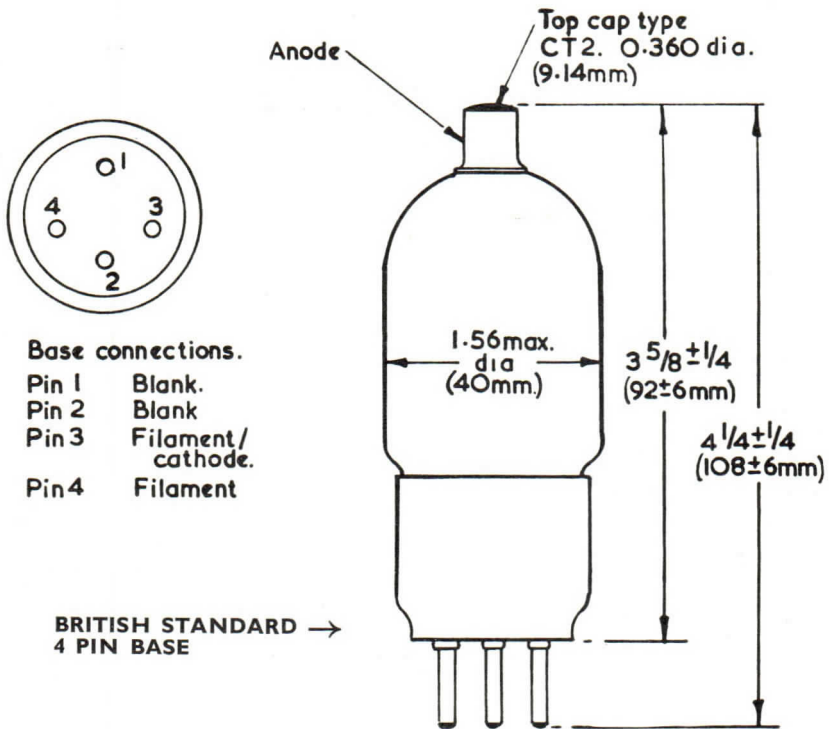 Top cap type
CT2. 0.360 dia.
(9.14mm)
Anode
1
4 3
2
Base connections.
Pin 1 Blank.
Pin 2 Blank
Pin 3 Filament/
cathode.
Pin 4 Filament
1.56max.
dia
(40mm.)
3 5/8 ± 1/4
(92±6mm)
4 1/4 ± 1/4
(108±6mm)
BRITISH STANDARD →
4 PIN BASE